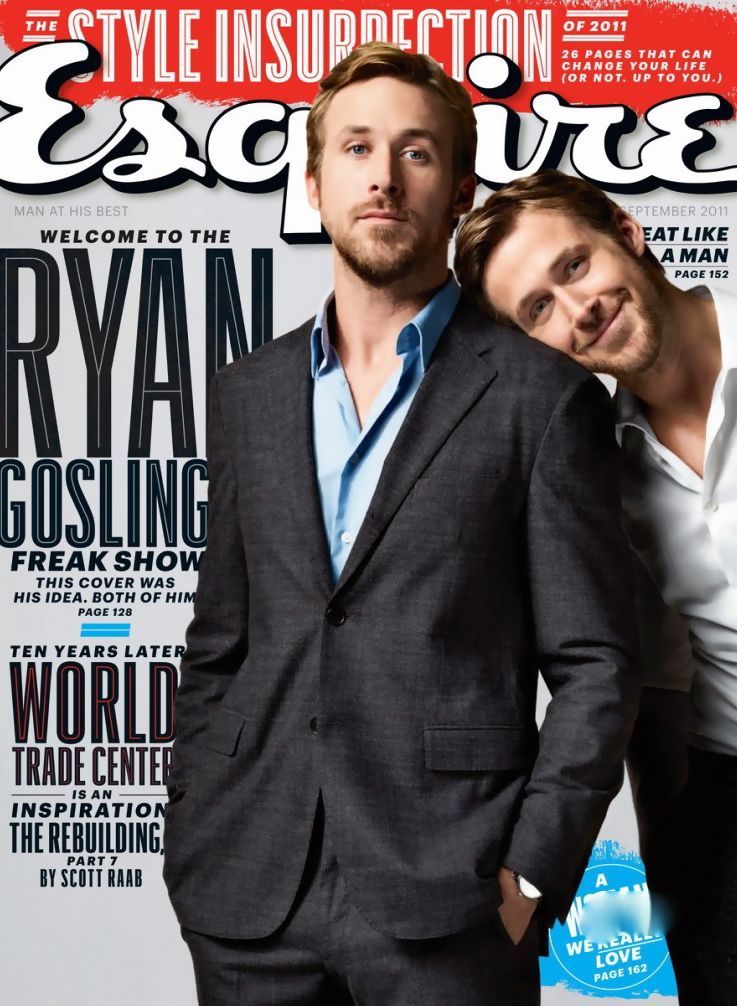 THE STYLE INSURRECTION OF 2011
26 PAGES THAT CAN
CHANGE YOUR LIFE
(OR NOT. UP TO YOU.)
Esquire
MAN AT HIS BEST
SEPTEMBER 2011
WELCOME TO THE
RYAN
GOSLING
FREAK SHOW
THIS COVER WAS
HIS IDEA. BOTH OF HIM
PAGE 128
EAT LIKE
A MAN
PAGE 152
TEN YEARS LATER
WORLD
TRADE CENTER
IS AN
INSPIRATION
THE REBUILDING,
PART 7
BY SCOTT RAAB
A
WE REALLY
LOVE
PAGE 162